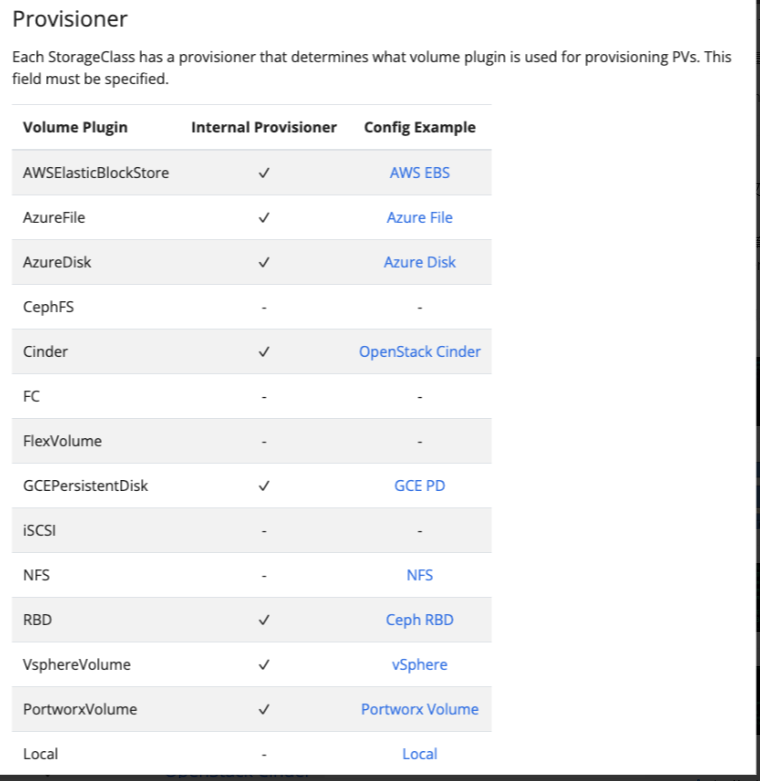 Provisioner
Each StorageClass has a provisioner that determines what volume plugin is used for provisioning PVs. This
field must be specified.
Volume Plugin Internal Provisioner Config Example
AWSElasticBlockStore ✓ AWS EBS
AzureFile ✓ Azure File
AzureDisk ✓ Azure Disk
CephFS - -
Cinder ✓ OpenStack Cinder
FC - -
FlexVolume - -
GCEPersistentDisk ✓ GCE PD
iSCSI - -
NFS - NFS
RBD ✓ Ceph RBD
VsphereVolume ✓ vSphere
PortworxVolume ✓ Portworx Volume
Local - Local